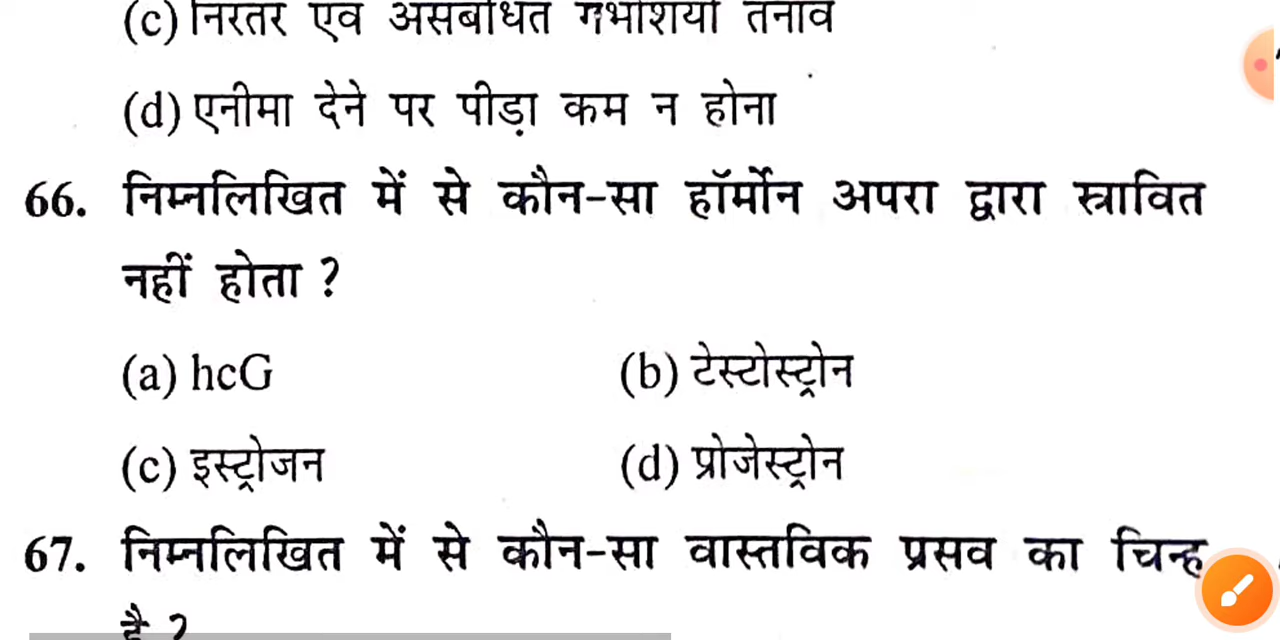 (c) निरंतर एवं असंबंधित गर्भाशयी तनाव
(d) एनीमा देने पर पीड़ा कम न होना
66. निम्नलिखित में से कौन-सा हॉर्मोन अपरा द्वारा स्त्रावित
नहीं होता ?
(a) hcG (b) टेस्टोस्ट्रोन
(c) इस्ट्रोजन (d) प्रोजेस्ट्रोन
67. निम्नलिखित में से कौन-सा वास्तविक प्रसव का चिन्ह
है ?